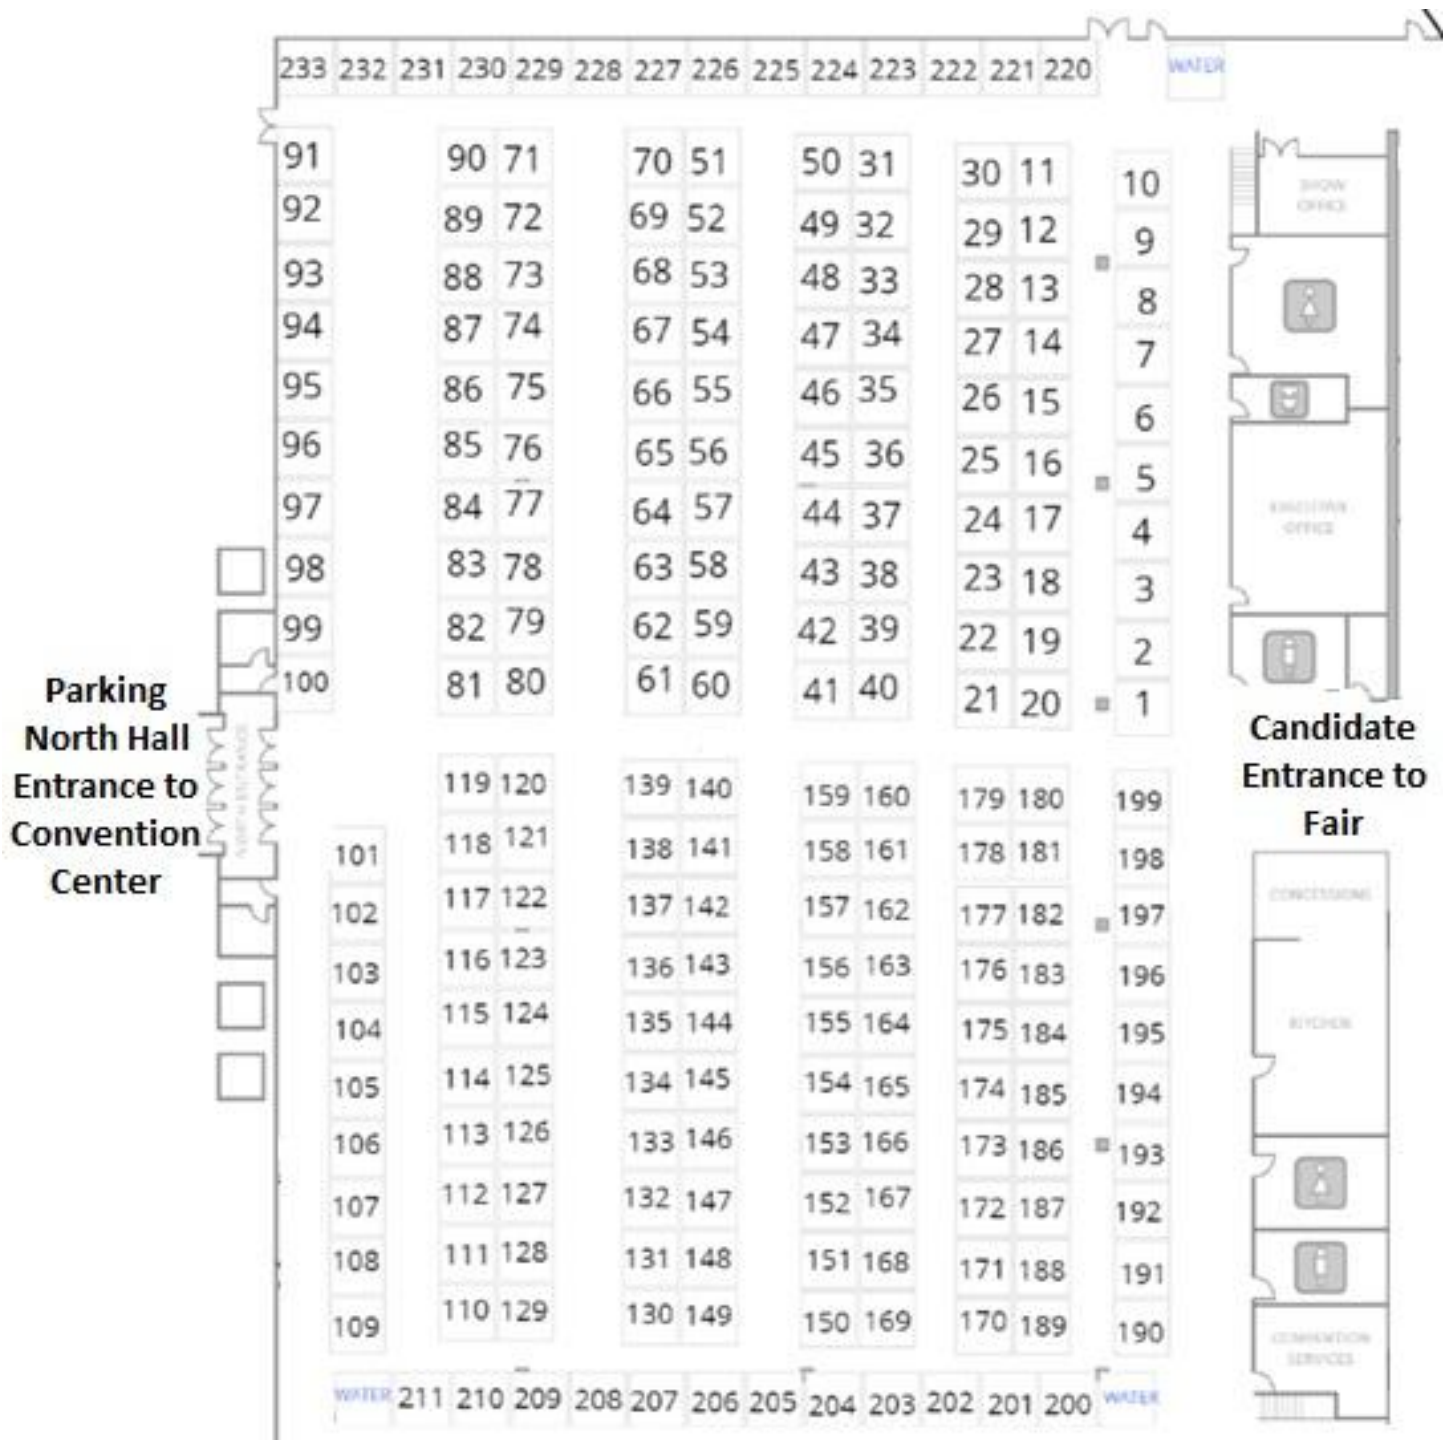 233 232 231 230 229 228 227 226 225 224 223 222 221 220 WATER
91 90 71 70 51 50 31 30 11 10
92 89 72 69 52 49 32 29 12 9
93 88 73 68 53 48 33 28 13 8
94 87 74 67 54 47 34 27 14 7
95 86 75 66 55 46 35 26 15 6
96 85 76 65 56 45 36 25 16 5
97 84 77 64 57 44 37 24 17 4
98 83 78 63 58 43 38 23 18 3
99 82 79 62 59 42 39 22 19 2
100 81 80 61 60 41 40 21 20 1
SHOW
OFFICE
OFFICE
Parking
North Hall
Entrance to
Convention
Center
Candidate
Entrance to
Fair
119 120 139 140 159 160 179 180 199
101 118 121 138 141 158 161 178 181 198
102 117 122 137 142 157 162 177 182 197
103 116 123 136 143 156 163 176 183 196
104 115 124 135 144 155 164 175 184 195
105 114 125 134 145 154 165 174 185 194
106 113 126 133 146 153 166 173 186 193
107 112 127 132 147 152 167 172 187 192
108 111 128 131 148 151 168 171 188 191
109 110 129 130 149 150 169 170 189 190
CONCESSIONS
KITCHEN
CONVENTION
SERVICES
WATER 211 210 209 208 207 206 205 204 203 202 201 200 WATER